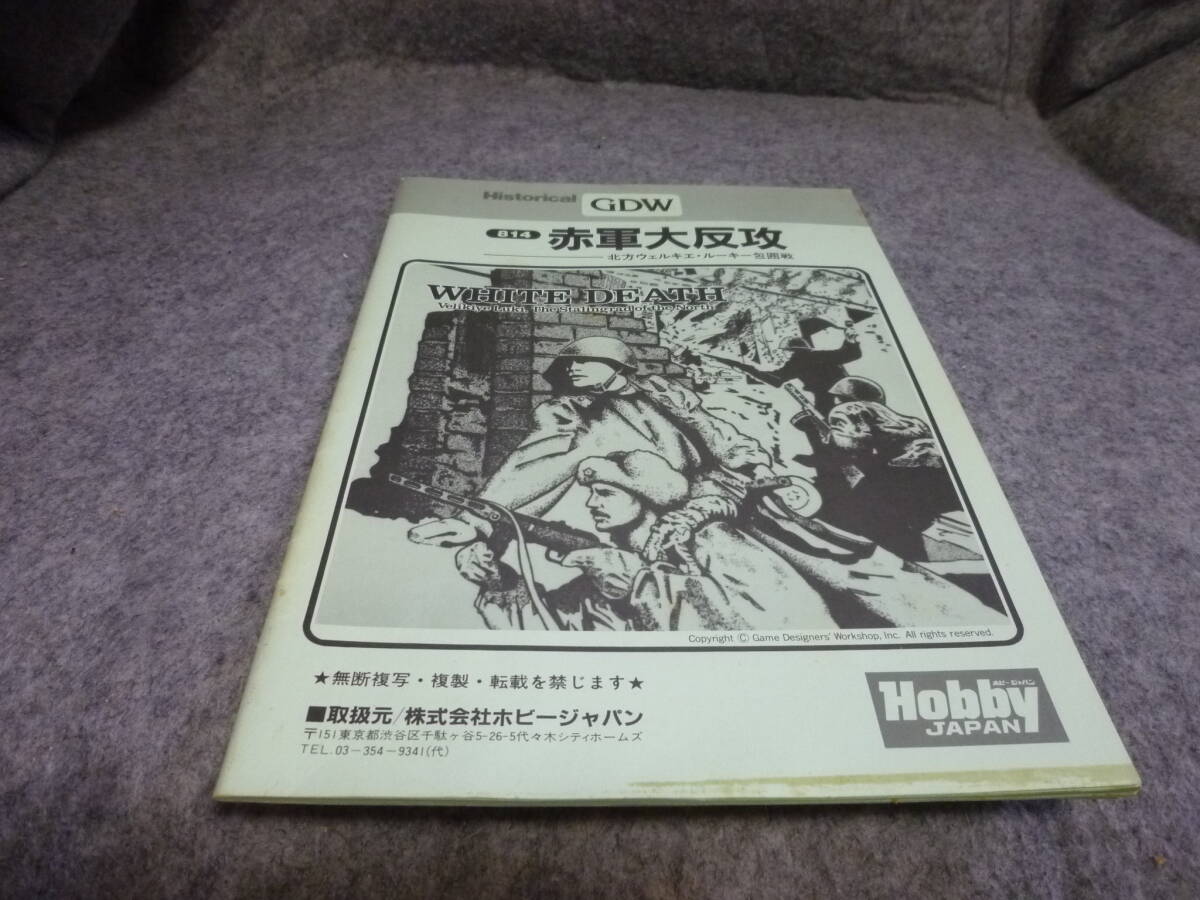 Historical GDW
814 赤軍大反攻
北方ウェルキエ・ルーキー包囲戦
WHITE DEATH
Velikiye Luki, The Stalingrad of the North
Copyright © Game Designers' Workshop, Inc. All rights reserved.
★無断複写・複製・転載を禁じます★
■取扱元/株式会社ホビージャパン
〒151東京都渋谷区千駄ヶ谷5-26-5代々木シティホームズ
TEL.03-354-9341(代)
ホビージャパン
Hobby
JAPAN